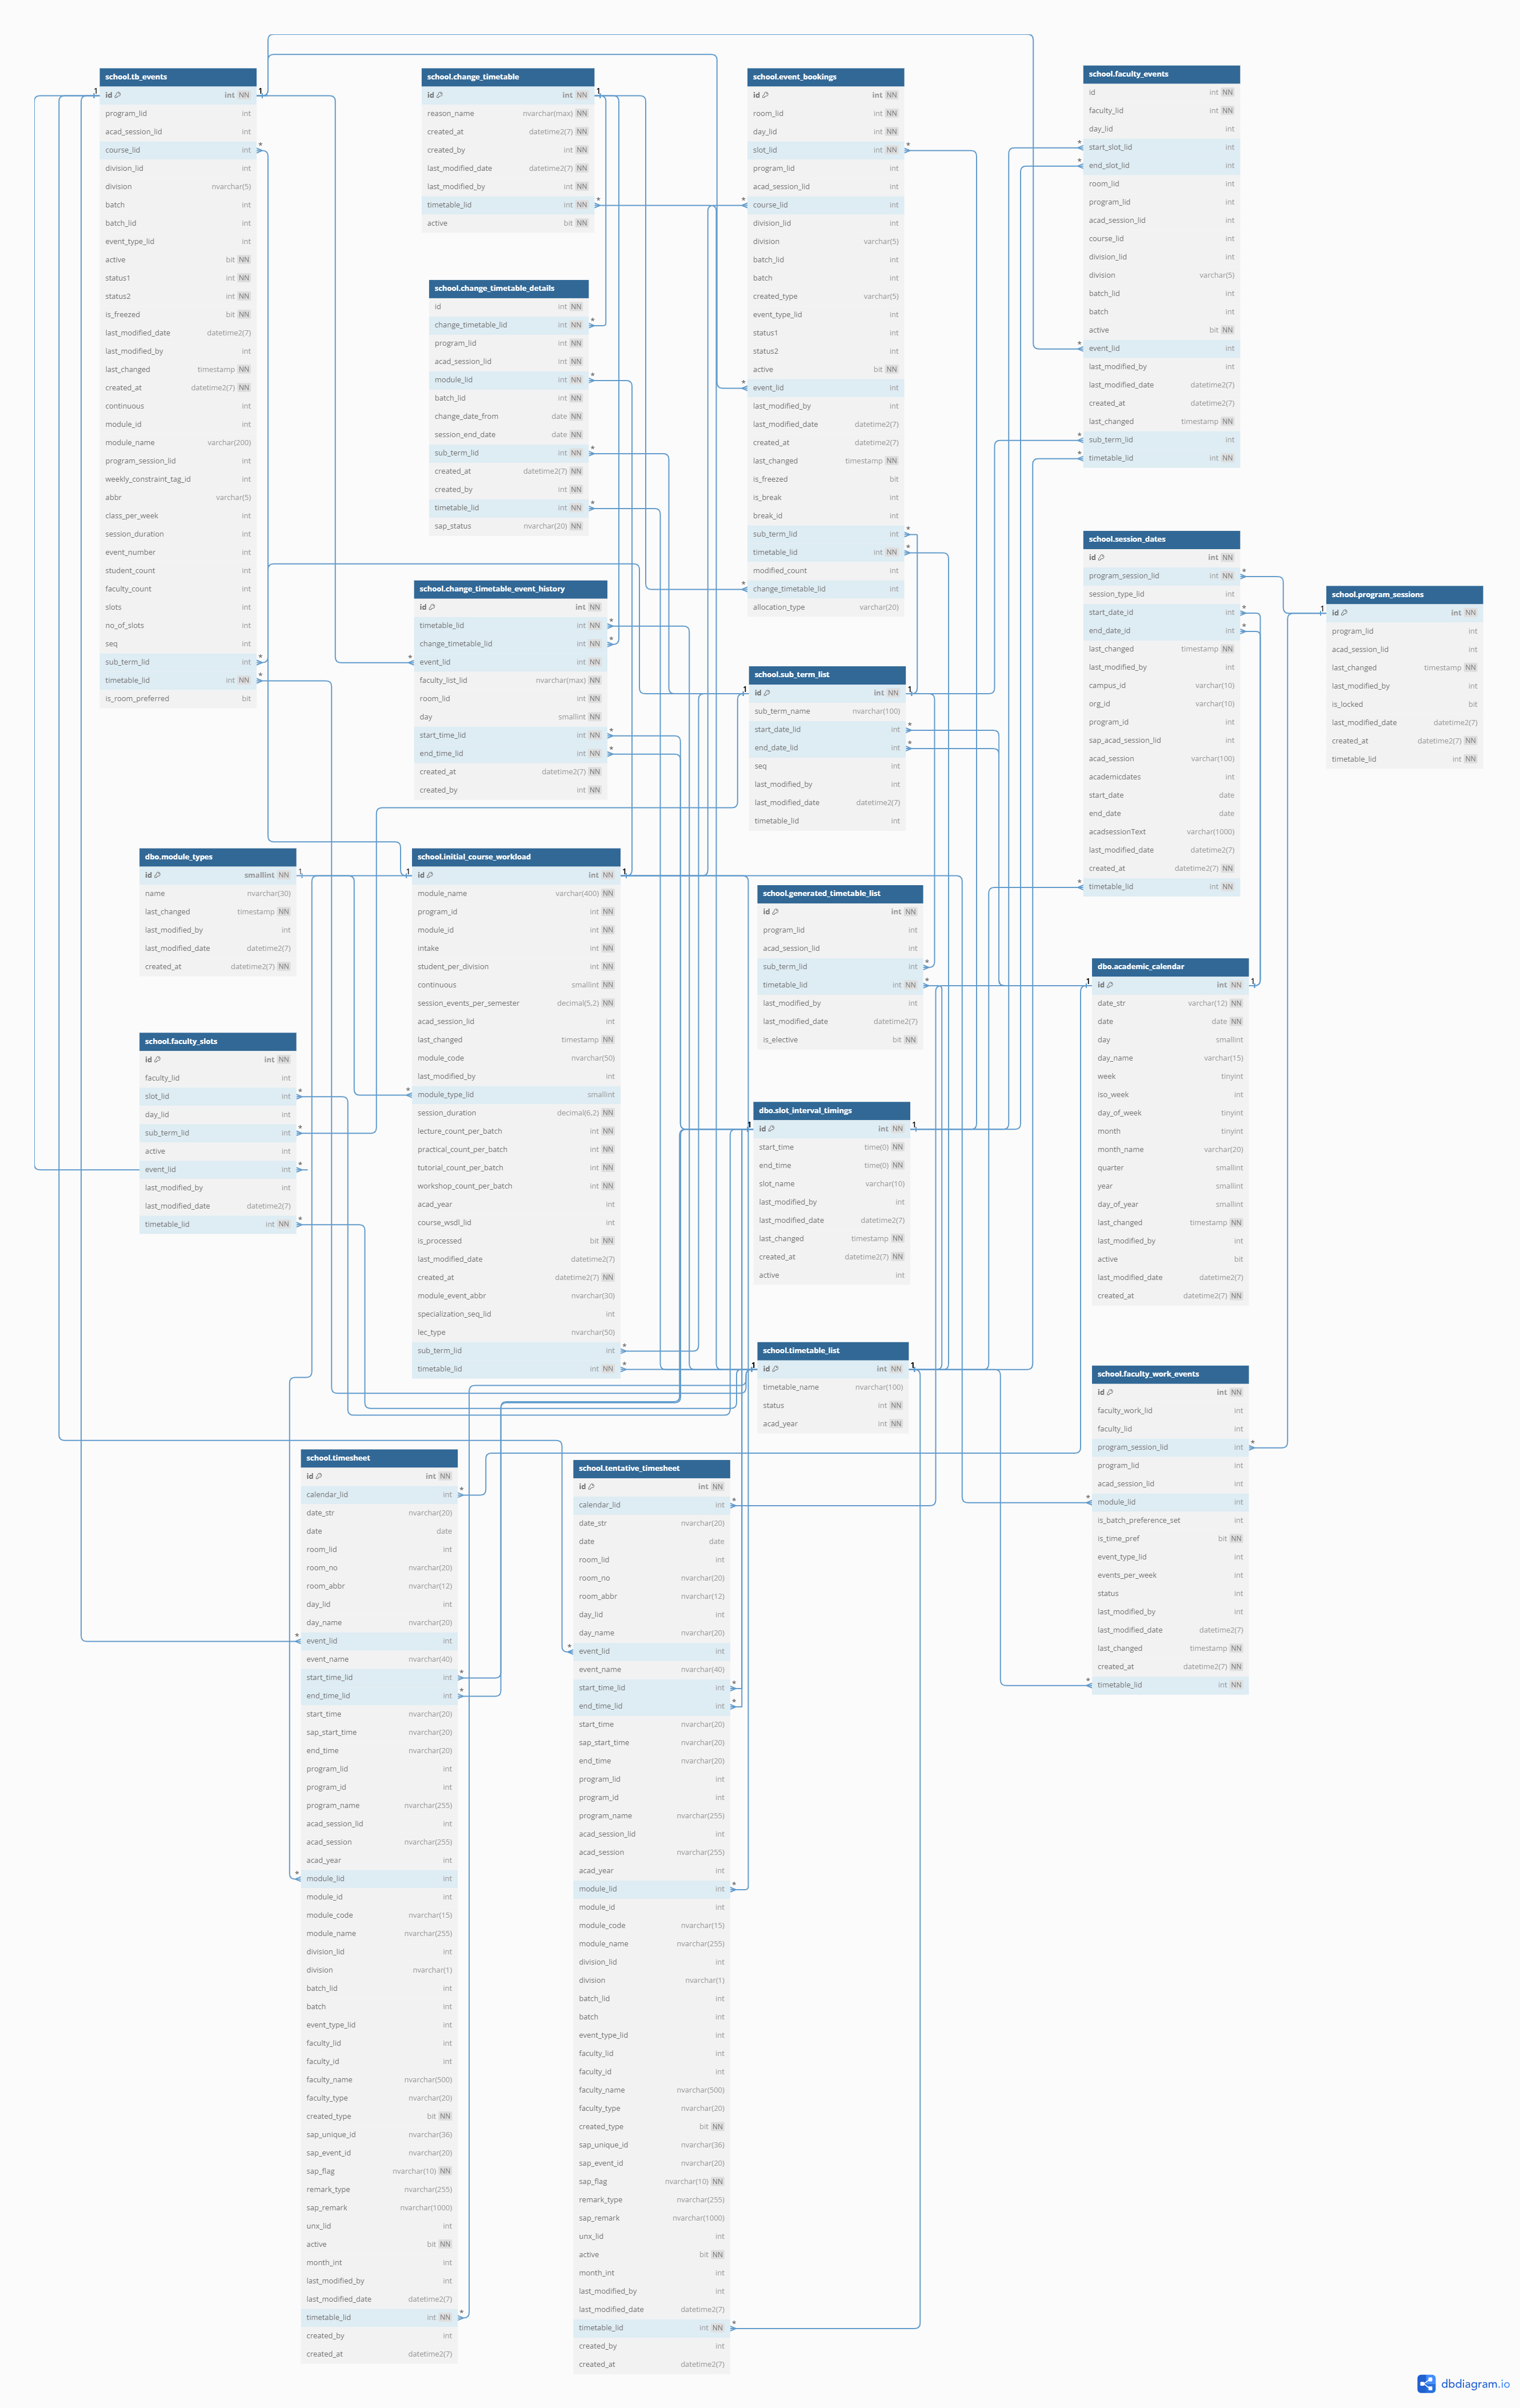 school.tb_events
id int NN
program_lid int
acad_session_lid int
course_lid int
division_lid int
division nvarchar(5)
batch int
batch_lid int
event_type_lid int
active bit NN
status1 int NN
status2 int NN
is_freezed bit NN
last_modified_date datetime2(7)
last_modified_by int
last_changed timestamp NN
created_at datetime2(7) NN
continuous int
module_id int
module_name varchar(200)
program_session_lid int
weekly_constraint_tag_id int
abbr varchar(5)
class_per_week int
session_duration int
event_number int
student_count int
faculty_count int
slots int
no_of_slots int
seq int
sub_term_lid int
timetable_lid int NN
is_room_preferred bit
school.change_timetable
id int NN
reason_name nvarchar(max) NN
created_at datetime2(7) NN
created_by int NN
last_modified_date datetime2(7) NN
last_modified_by int NN
timetable_lid int NN
active bit NN
school.change_timetable_details
id int NN
change_timetable_lid int NN
program_lid int NN
acad_session_lid int NN
module_lid int NN
batch_lid int NN
change_date_from date NN
session_end_date date NN
sub_term_lid int NN
created_at datetime2(7) NN
created_by int NN
timetable_lid int NN
sap_status nvarchar(20) NN
school.change_timetable_event_history
id int NN
timetable_lid int NN
change_timetable_lid int NN
event_lid int NN
faculty_list_lid nvarchar(max) NN
room_lid int NN
day smallint NN
start_time_lid int NN
end_time_lid int NN
created_at datetime2(7) NN
created_by int NN
school.event_bookings
id int NN
room_lid int NN
day_lid int NN
slot_lid int NN
program_lid int
acad_session_lid int
course_lid int
division_lid int
division varchar(5)
batch_lid int
batch int
created_type varchar(5)
event_type_lid int
status1 int
status2 int
active bit NN
event_lid int
last_modified_by int
last_modified_date datetime2(7)
created_at datetime2(7)
last_changed timestamp NN
is_freezed bit
is_break int
break_id int
sub_term_lid int
timetable_lid int NN
modified_count int
change_timetable_lid int
allocation_type varchar(20)
school.faculty_events
id int NN
faculty_lid int NN
day_lid int
start_slot_lid int
end_slot_lid int
room_lid int
program_lid int
acad_session_lid int
course_lid int
division_lid int
division varchar(5)
batch_lid int
batch int
active bit NN
event_lid int
last_modified_by int
last_modified_date datetime2(7)
created_at datetime2(7)
last_changed timestamp NN
sub_term_lid int
timetable_lid int NN
school.session_dates
id int NN
program_session_lid int NN
session_type_lid int
start_date_id int
end_date_id int
last_changed timestamp NN
last_modified_by int
campus_id varchar(10)
org_id varchar(10)
program_id int
sap_acad_session_lid int
acad_session varchar(100)
academicdates int
start_date date
end_date date
acadsessionText varchar(1000)
last_modified_date datetime2(7)
created_at datetime2(7) NN
timetable_lid int NN
school.program_sessions
id int NN
program_lid int
acad_session_lid int
last_changed timestamp NN
last_modified_by int
is_locked bit
last_modified_date datetime2(7)
created_at datetime2(7) NN
timetable_lid int NN
school.sub_term_list
id int NN
sub_term_name nvarchar(100)
start_date_lid int
end_date_lid int
seq int
last_modified_by int
last_modified_date datetime2(7)
timetable_lid int
dbo.module_types
id smallint NN
name nvarchar(30)
last_changed timestamp NN
last_modified_by int
last_modified_date datetime2(7)
created_at datetime2(7) NN
school.initial_course_workload
id int NN
module_name varchar(400) NN
program_id int NN
module_id int NN
intake int NN
student_per_division int NN
continuous smallint NN
session_events_per_semester decimal(5,2) NN
acad_session_lid int
last_changed timestamp NN
module_code nvarchar(50)
last_modified_by int
module_type_lid smallint
session_duration decimal(6,2) NN
lecture_count_per_batch int NN
practical_count_per_batch int NN
tutorial_count_per_batch int NN
workshop_count_per_batch int NN
acad_year int
course_wsdl_lid int
is_processed bit NN
last_modified_date datetime2(7)
created_at datetime2(7) NN
module_event_abbr nvarchar(30)
specialization_seq_lid int
lec_type nvarchar(50)
sub_term_lid int
timetable_lid int NN
school.generated_timetable_list
id int NN
program_lid int
acad_session_lid int
sub_term_lid int
timetable_lid int NN
last_modified_by int
last_modified_date datetime2(7)
is_elective bit NN
dbo.academic_calendar
id int NN
date_str varchar(12) NN
date date NN
day smallint
day_name varchar(15)
week tinyint
iso_week int
day_of_week tinyint
month tinyint
month_name varchar(20)
quarter smallint
year smallint
day_of_year smallint
last_changed timestamp NN
last_modified_by int
active bit
last_modified_date datetime2(7)
created_at datetime2(7) NN
school.faculty_slots
id int NN
faculty_lid int
slot_lid int
day_lid int
sub_term_lid int
active int
event_lid int
last_modified_by int
last_modified_date datetime2(7)
timetable_lid int NN
dbo.slot_interval_timings
id int NN
start_time time(0) NN
end_time time(0) NN
slot_name varchar(10)
last_modified_by int
last_modified_date datetime2(7)
last_changed timestamp NN
created_at datetime2(7) NN
active int
school.timetable_list
id int NN
timetable_name nvarchar(100)
status int NN
acad_year int NN
school.faculty_work_events
id int NN
faculty_work_lid int
faculty_lid int
program_session_lid int
program_lid int
acad_session_lid int
module_lid int
is_batch_preference_set int
is_time_pref bit NN
event_type_lid int
events_per_week int
status int
last_modified_by int
last_modified_date datetime2(7)
last_changed timestamp NN
created_at datetime2(7) NN
timetable_lid int NN
school.timesheet
id int NN
calendar_lid int
date_str nvarchar(20)
date date
room_lid int
room_no nvarchar(20)
room_abbr nvarchar(12)
day_lid int
day_name nvarchar(20)
event_lid int
event_name nvarchar(40)
start_time_lid int
end_time_lid int
start_time nvarchar(20)
sap_start_time nvarchar(20)
end_time nvarchar(20)
program_lid int
program_id int
program_name nvarchar(255)
acad_session_lid int
acad_session nvarchar(255)
acad_year int
module_lid int
module_id int
module_code nvarchar(15)
module_name nvarchar(255)
division_lid int
division nvarchar(1)
batch_lid int
batch int
event_type_lid int
faculty_lid int
faculty_id int
faculty_name nvarchar(500)
faculty_type nvarchar(20)
created_type bit NN
sap_unique_id nvarchar(36)
sap_event_id nvarchar(20)
sap_flag nvarchar(10) NN
remark_type nvarchar(255)
sap_remark nvarchar(1000)
unx_lid int
active bit NN
month_int int
last_modified_by int
last_modified_date datetime2(7)
timetable_lid int NN
created_by int
created_at datetime2(7)
school.tentative_timesheet
id int NN
calendar_lid int
date_str nvarchar(20)
date date
room_lid int
room_no nvarchar(20)
room_abbr nvarchar(12)
day_lid int
day_name nvarchar(20)
event_lid int
event_name nvarchar(40)
start_time_lid int
end_time_lid int
start_time nvarchar(20)
sap_start_time nvarchar(20)
end_time nvarchar(20)
program_lid int
program_id int
program_name nvarchar(255)
acad_session_lid int
acad_session nvarchar(255)
acad_year int
module_lid int
module_id int
module_code nvarchar(15)
module_name nvarchar(255)
division_lid int
division nvarchar(1)
batch_lid int
batch int
event_type_lid int
faculty_lid int
faculty_id int
faculty_name nvarchar(500)
faculty_type nvarchar(20)
created_type bit NN
sap_unique_id nvarchar(36)
sap_event_id nvarchar(20)
sap_flag nvarchar(10) NN
remark_type nvarchar(255)
sap_remark nvarchar(1000)
unx_lid int
active bit NN
month_int int
last_modified_by int
last_modified_date datetime2(7)
timetable_lid int NN
created_by int
created_at datetime2(7)
dbdiagram.io